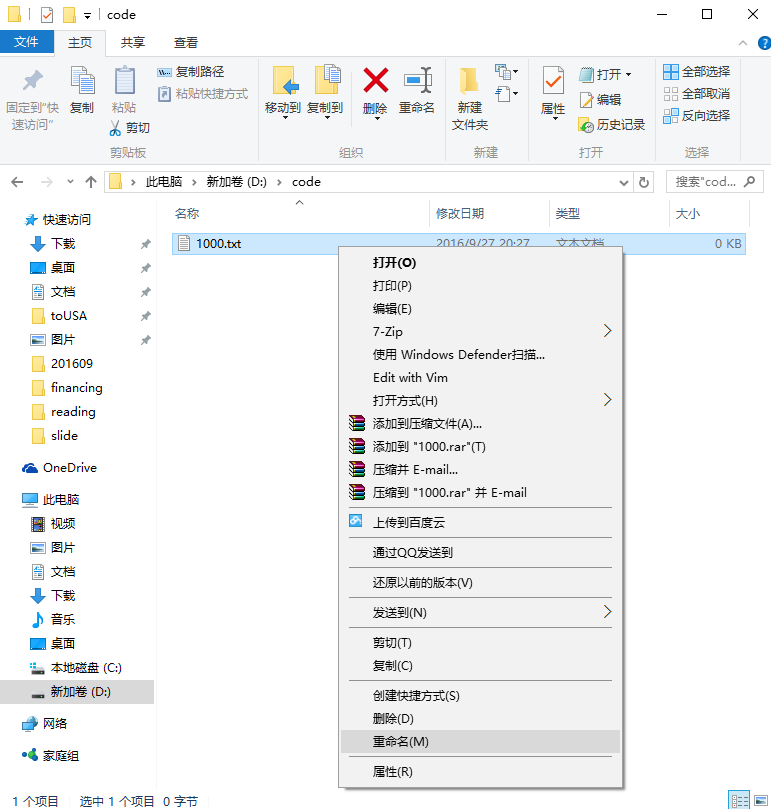 code
文件 主页 共享 查看
固定到"快速访问"
复制
粘贴
复制路径
粘贴快捷方式
剪切
剪贴板
移动到 复制到 删除 重命名
组织
新建文件夹
新建
属性
打开
编辑
历史记录
打开
全部选择
全部取消
反向选择
选择
此电脑 › 新加卷 (D:) › code
搜索"cod...
名称 修改日期 类型 大小
1000.txt 2016/9/27 20:27 文本文档 0 KB
快速访问
下载
桌面
文档
toUSA
图片
201609
financing
reading
slide
OneDrive
此电脑
视频
图片
文档
下载
音乐
桌面
本地磁盘 (C:)
新加卷 (D:)
网络
家庭组
打开(O)
打印(P)
编辑(E)
7-Zip
使用 Windows Defender扫描...
Edit with Vim
打开方式(H)
添加到压缩文件(A)...
添加到 "1000.rar"(T)
压缩并 E-mail...
压缩到 "1000.rar" 并 E-mail
上传到百度云
通过QQ发送到
还原以前的版本(V)
发送到(N)
剪切(T)
复制(C)
创建快捷方式(S)
删除(D)
重命名(M)
属性(R)
1 个项目 选中 1 个项目 0 字节